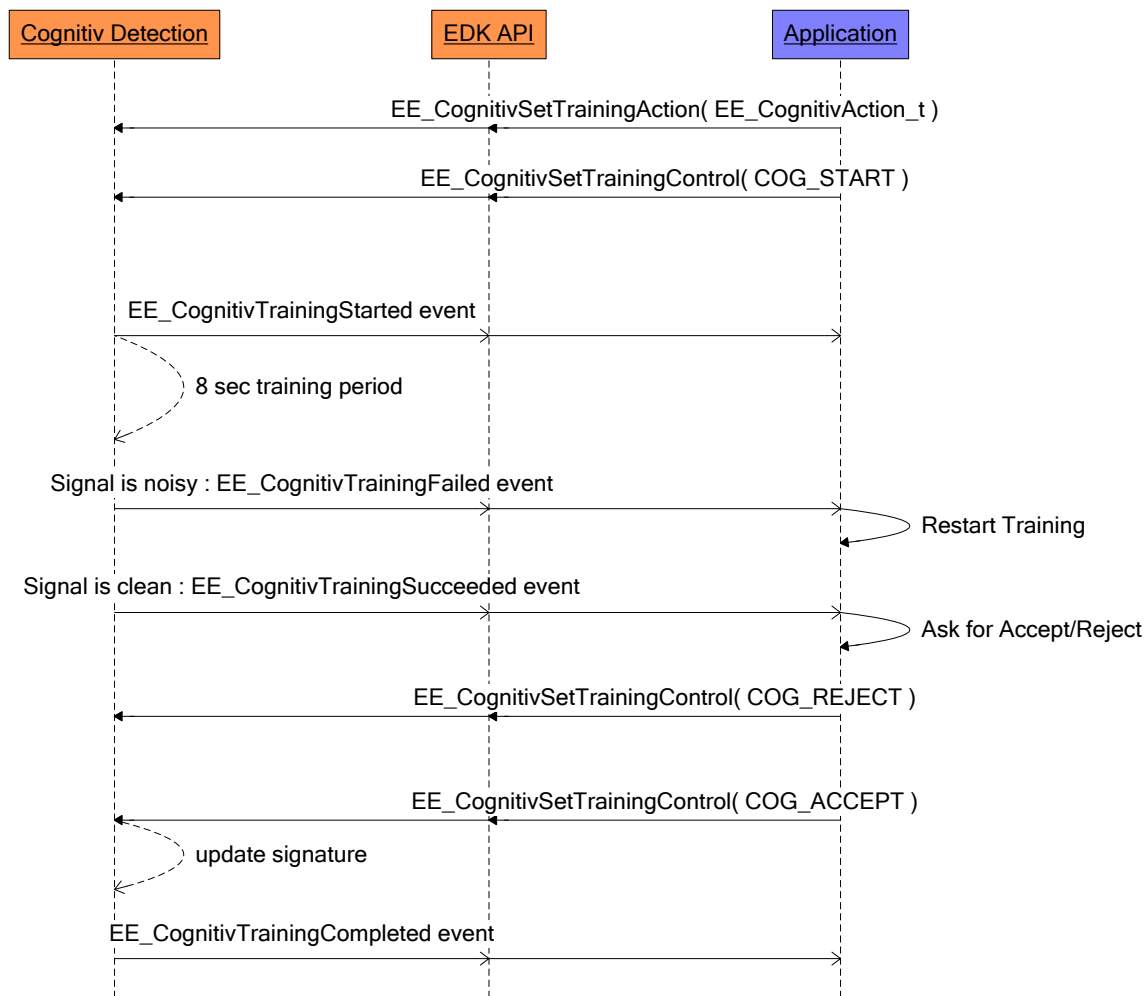 Cognitiv Detection
EDK API
Application
EE_CognitivSetTrainingAction( EE_CognitivAction_t )
EE_CognitivSetTrainingControl( COG_START )
EE_CognitivTrainingStarted event
8 sec training period
Signal is noisy : EE_CognitivTrainingFailed event
Restart Training
Signal is clean : EE_CognitivTrainingSucceeded event
Ask for Accept/Reject
EE_CognitivSetTrainingControl( COG_REJECT )
EE_CognitivSetTrainingControl( COG_ACCEPT )
update signature
EE_CognitivTrainingCompleted event